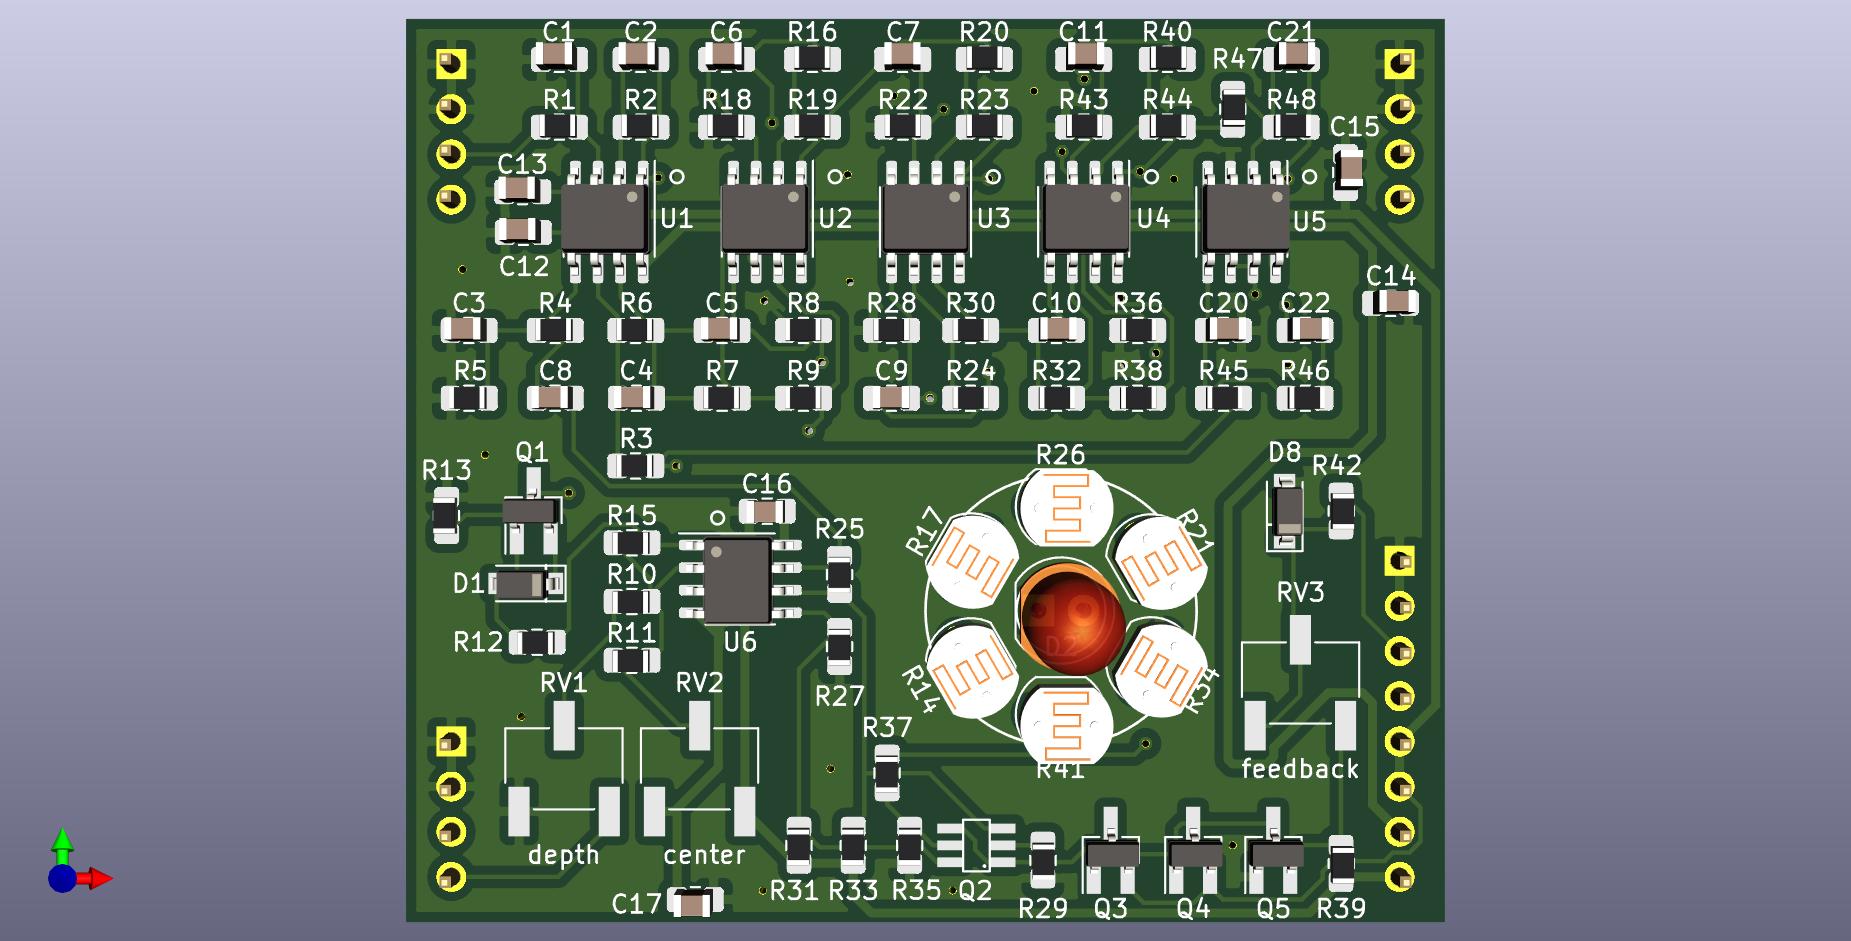 C1 C2 C6 R16 C7 R20 C11 R40 C21
R47
R1 R2 R18 R19 R22 R23 R43 R44 R48
C15
C13
U1 U2 U3 U4 U5
C12
C14
C3 R4 R6 C5 R8 R28 R30 C10 R36 C20 C22
R5 C8 C4 R7 R9 C9 R24 R32 R38 R45 R46
R3
Q1
R26
D8
R13
R42
C16
R15
R25
R17
R21
D1
R10
RV3
R12
R11
U6
D2
RV1
RV2
R27
R14
R34
R37
R41
feedback
depth
center
R31 R33 R35 Q2
C17
R29 Q3 Q4 Q5 R39